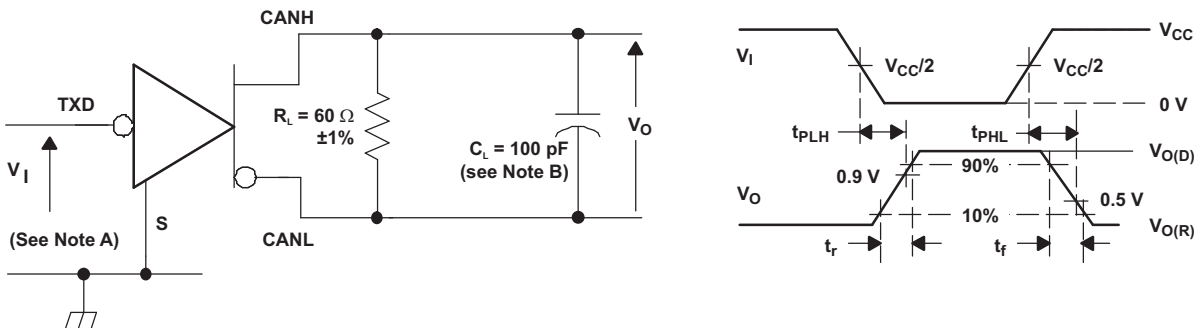 CANH
TXD
R_L = 60 Ω
±1%
C_L = 100 pF
(see Note B)
V_O
V_I
S
(See Note A)
CANL
V_I
V_CC
V_CC/2
V_CC/2
0 V
t_PLH
t_PHL
V_O(D)
90%
0.9 V
V_O
0.5 V
10%
V_O(R)
t_r
t_f